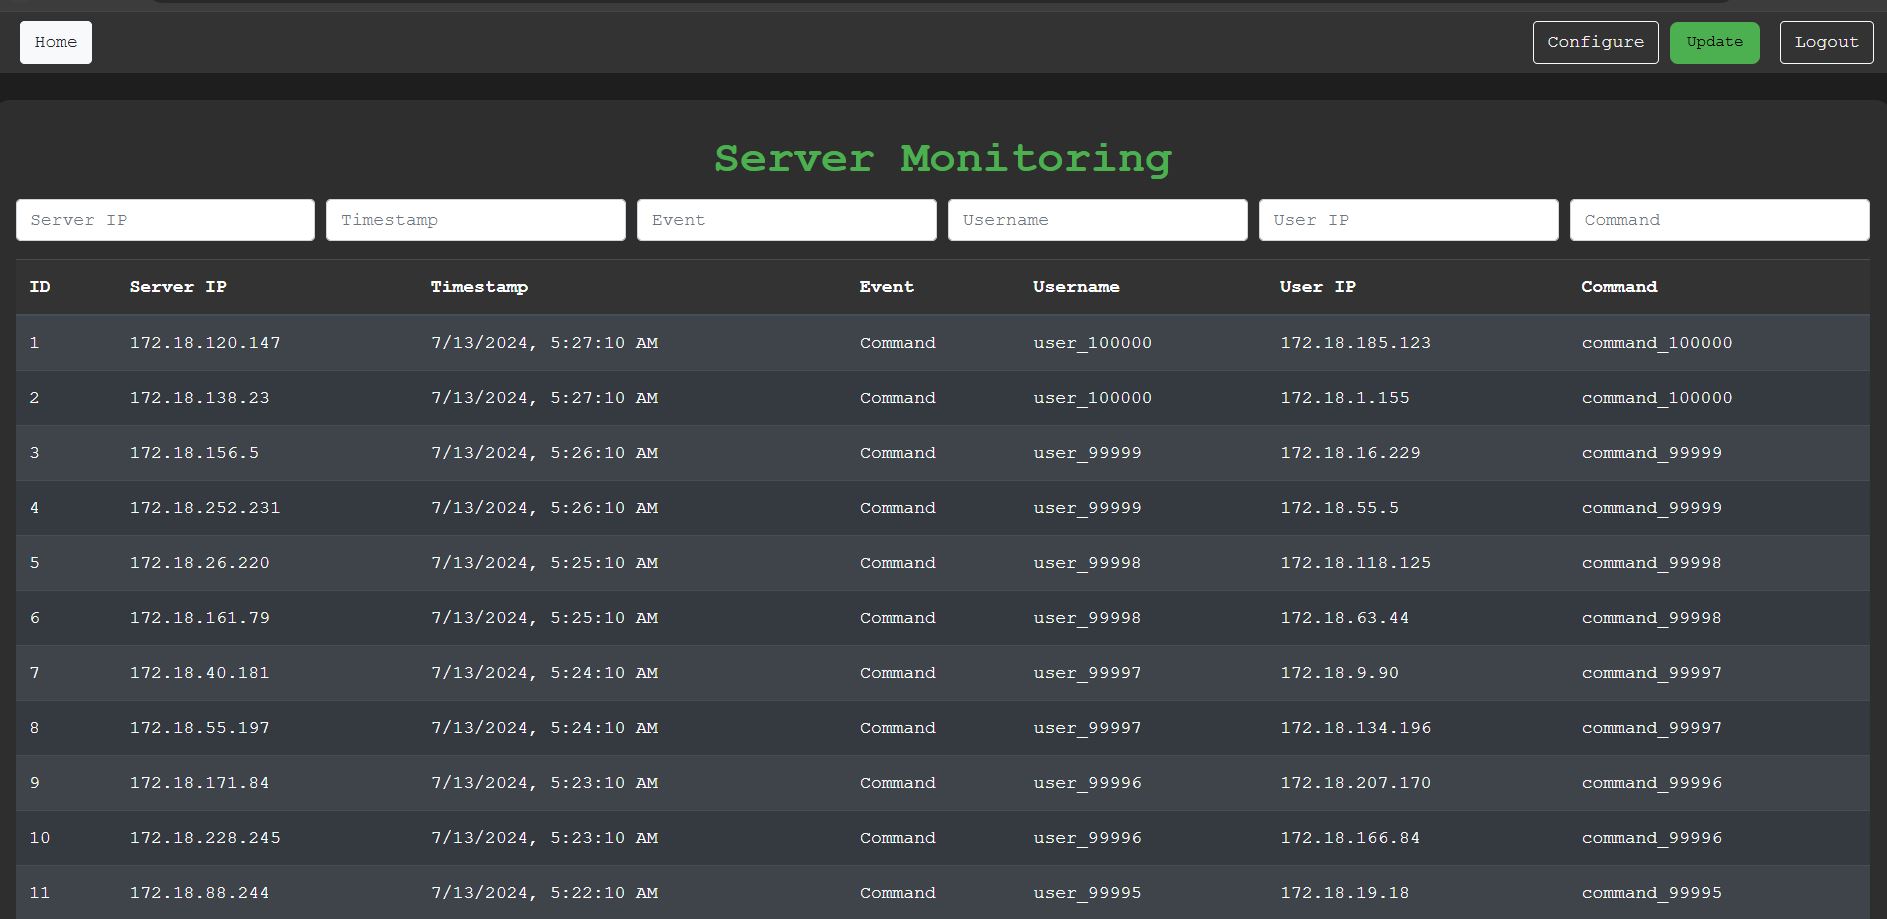 Home Configure Update Logout
Server Monitoring
Server IP Timestamp Event Username User IP Command
ID Server IP Timestamp Event Username User IP Command
1 172.18.120.147 7/13/2024, 5:27:10 AM Command user_100000 172.18.185.123 command_100000
2 172.18.138.23 7/13/2024, 5:27:10 AM Command user_100000 172.18.1.155 command_100000
3 172.18.156.5 7/13/2024, 5:26:10 AM Command user_99999 172.18.16.229 command_99999
4 172.18.252.231 7/13/2024, 5:26:10 AM Command user_99999 172.18.55.5 command_99999
5 172.18.26.220 7/13/2024, 5:25:10 AM Command user_99998 172.18.118.125 command_99998
6 172.18.161.79 7/13/2024, 5:25:10 AM Command user_99998 172.18.63.44 command_99998
7 172.18.40.181 7/13/2024, 5:24:10 AM Command user_99997 172.18.9.90 command_99997
8 172.18.55.197 7/13/2024, 5:24:10 AM Command user_99997 172.18.134.196 command_99997
9 172.18.171.84 7/13/2024, 5:23:10 AM Command user_99996 172.18.207.170 command_99996
10 172.18.228.245 7/13/2024, 5:23:10 AM Command user_99996 172.18.166.84 command_99996
11 172.18.88.244 7/13/2024, 5:22:10 AM Command user_99995 172.18.19.18 command_99995